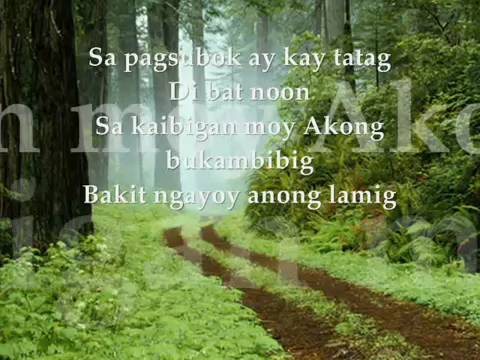 Sa pagsubok ay kay tatag
Di bat noon
Sa kaibigan moy Akong
bukambibig
Bakit ngayoy anong lamig